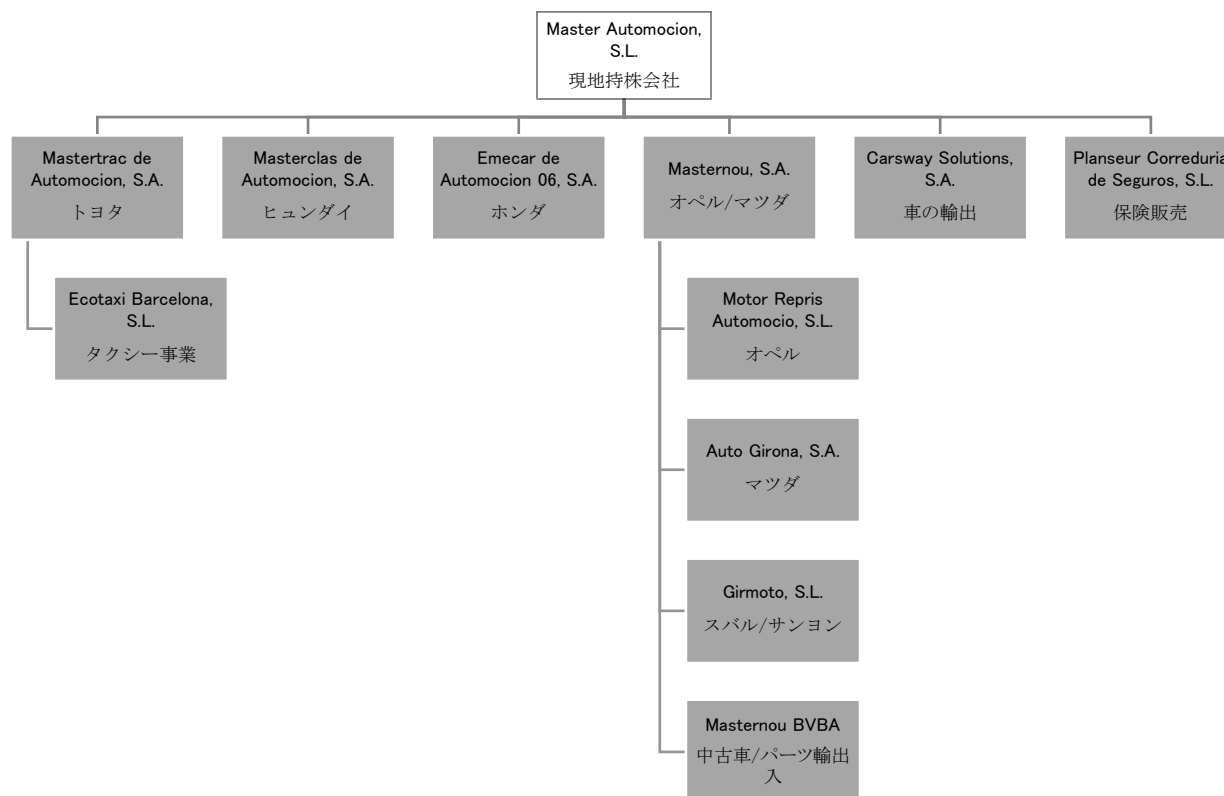 Master Automocion,
S.L.
現地持株会社
Mastertrac de
Automocion, S.A.
トヨタ
Masterclas de
Automocion, S.A.
ヒュンダイ
Emecar de
Automocion 06, S.A.
ホンダ
Masternou, S.A.
オペル/マツダ
Carsway Solutions,
S.A.
車の輸出
Planseur Correduria
de Seguros, S.L.
保険販売
Ecotaxi Barcelona,
S.L.
タクシー事業
Motor Repris
Automocio, S.L.
オペル
Auto Girona, S.A.
マツダ
Girmoto, S.L.
スバル/サンヨン
Masternou BVBA
中古車/パーツ輸出
入